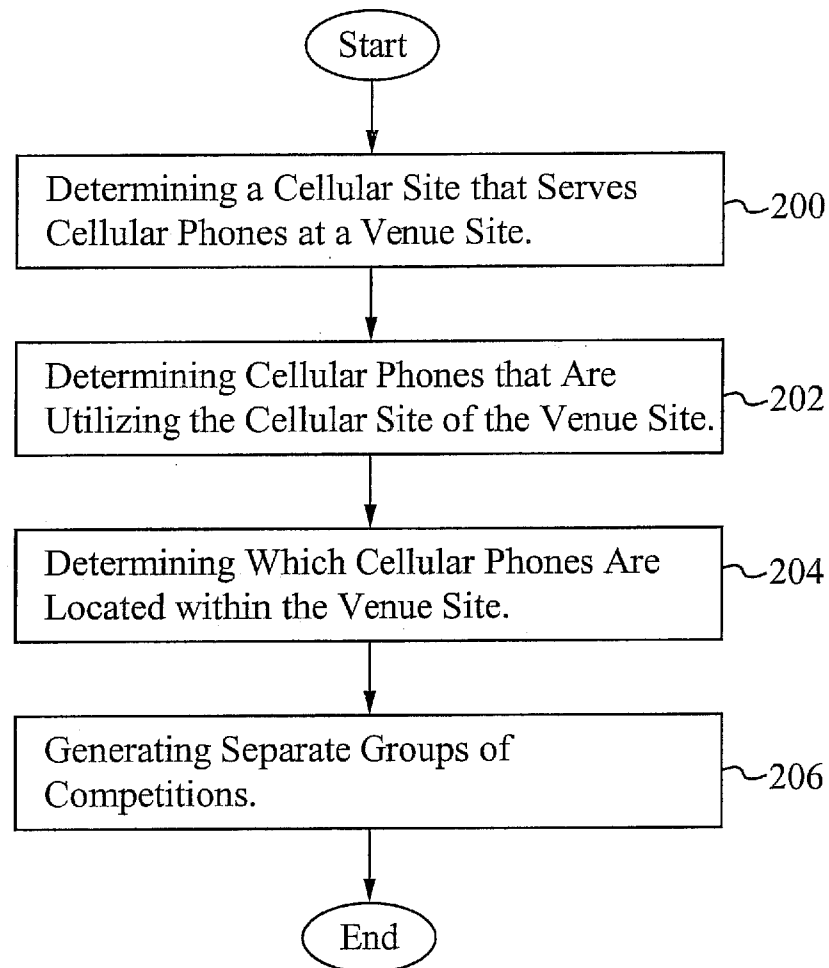 Start
Determining a Cellular Site that Serves
Cellular Phones at a Venue Site.
200
Determining Cellular Phones that Are
Utilizing the Cellular Site of the Venue Site.
202
Determining Which Cellular Phones Are
Located within the Venue Site.
204
Generating Separate Groups of
Competitions.
206
End